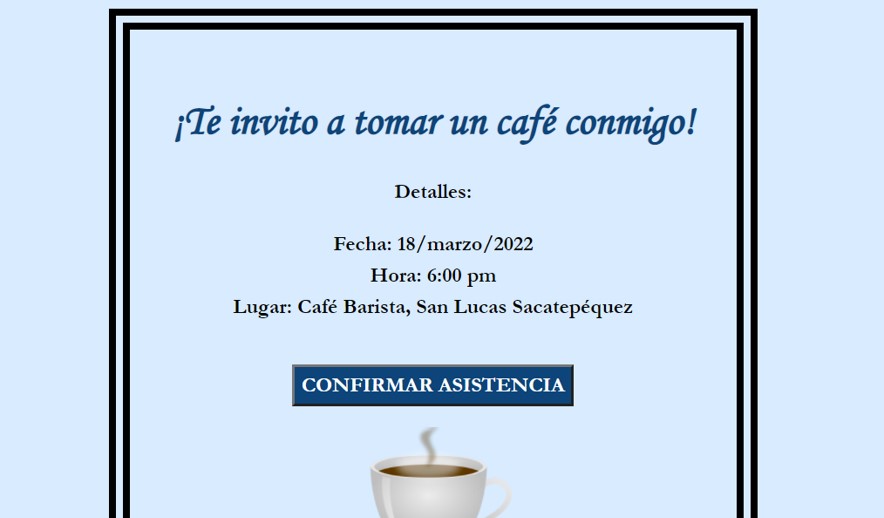 ¡Te invito a tomar un café conmigo!
Detalles:
Fecha: 18/marzo/2022
Hora: 6:00 pm
Lugar: Café Barista, San Lucas Sacatepéquez
CONFIRMAR ASISTENCIA